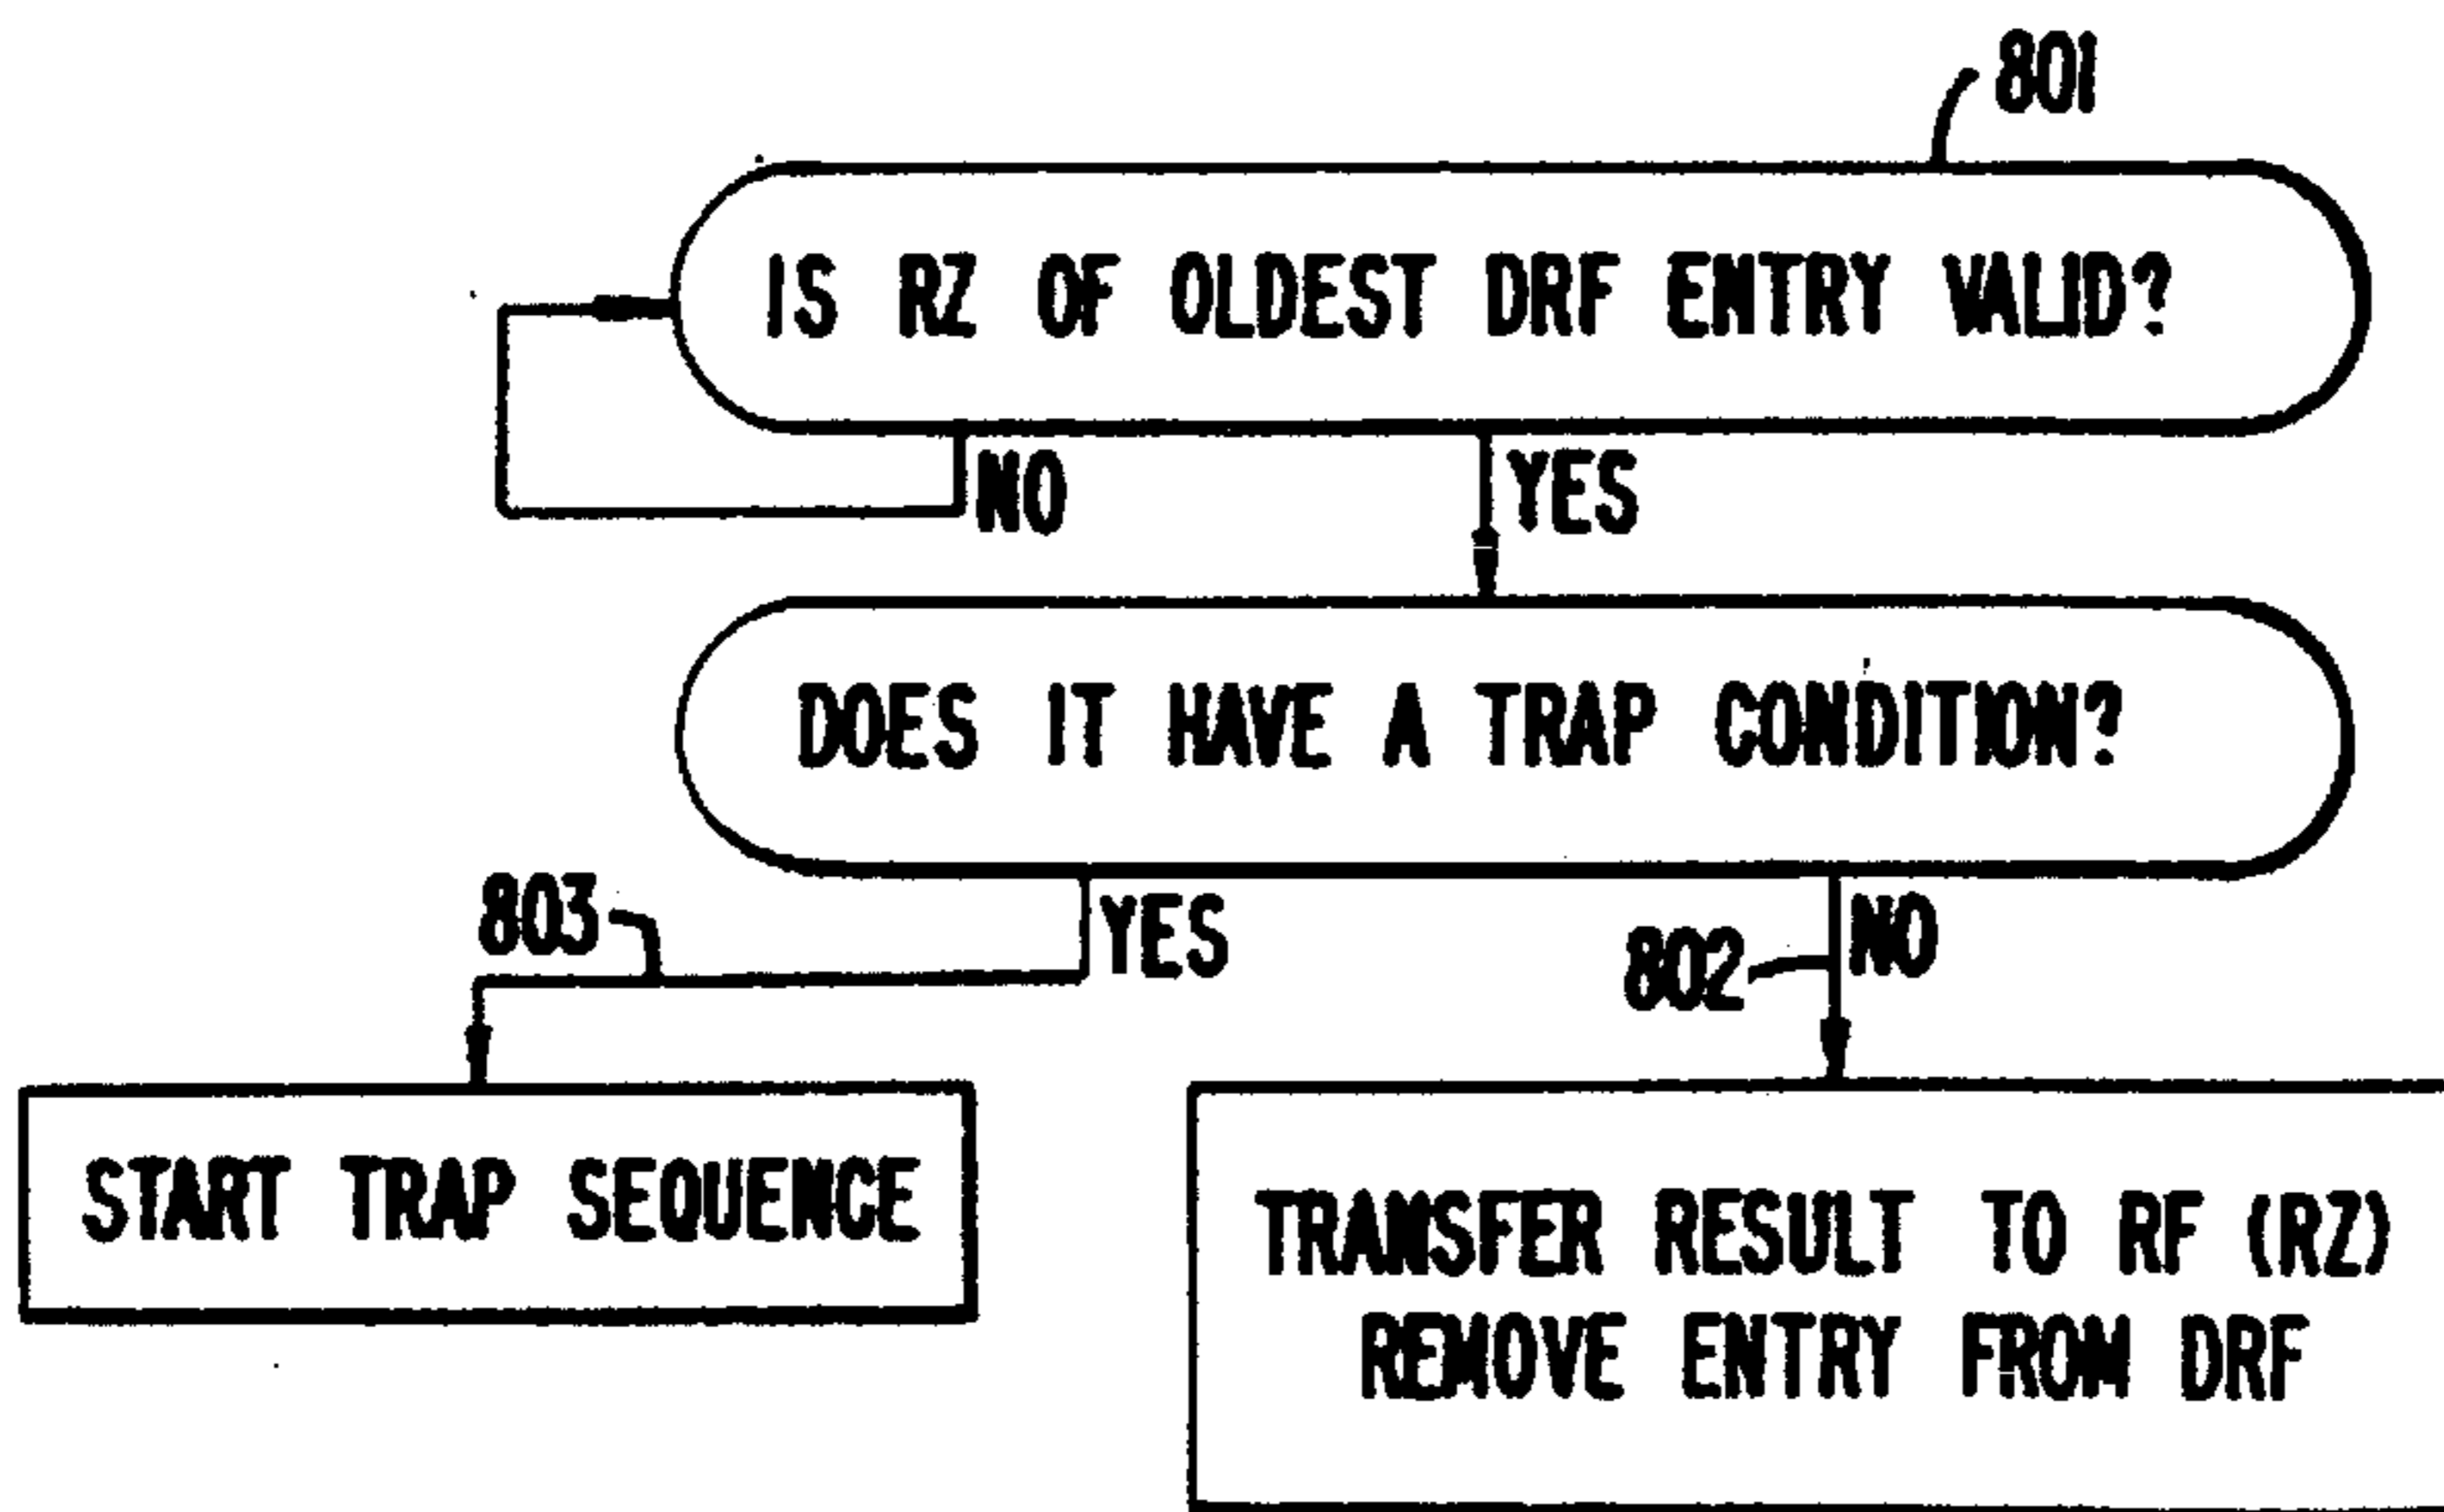 801
IS RZ OF OLDEST DRF ENTRY VALID?
NO
YES
DOES IT HAVE A TRAP CONDITION?
803
YES
802
NO
START TRAP SEQUENCE
TRANSFER RESULT TO RF (RZ)
REMOVE ENTRY FROM DRF